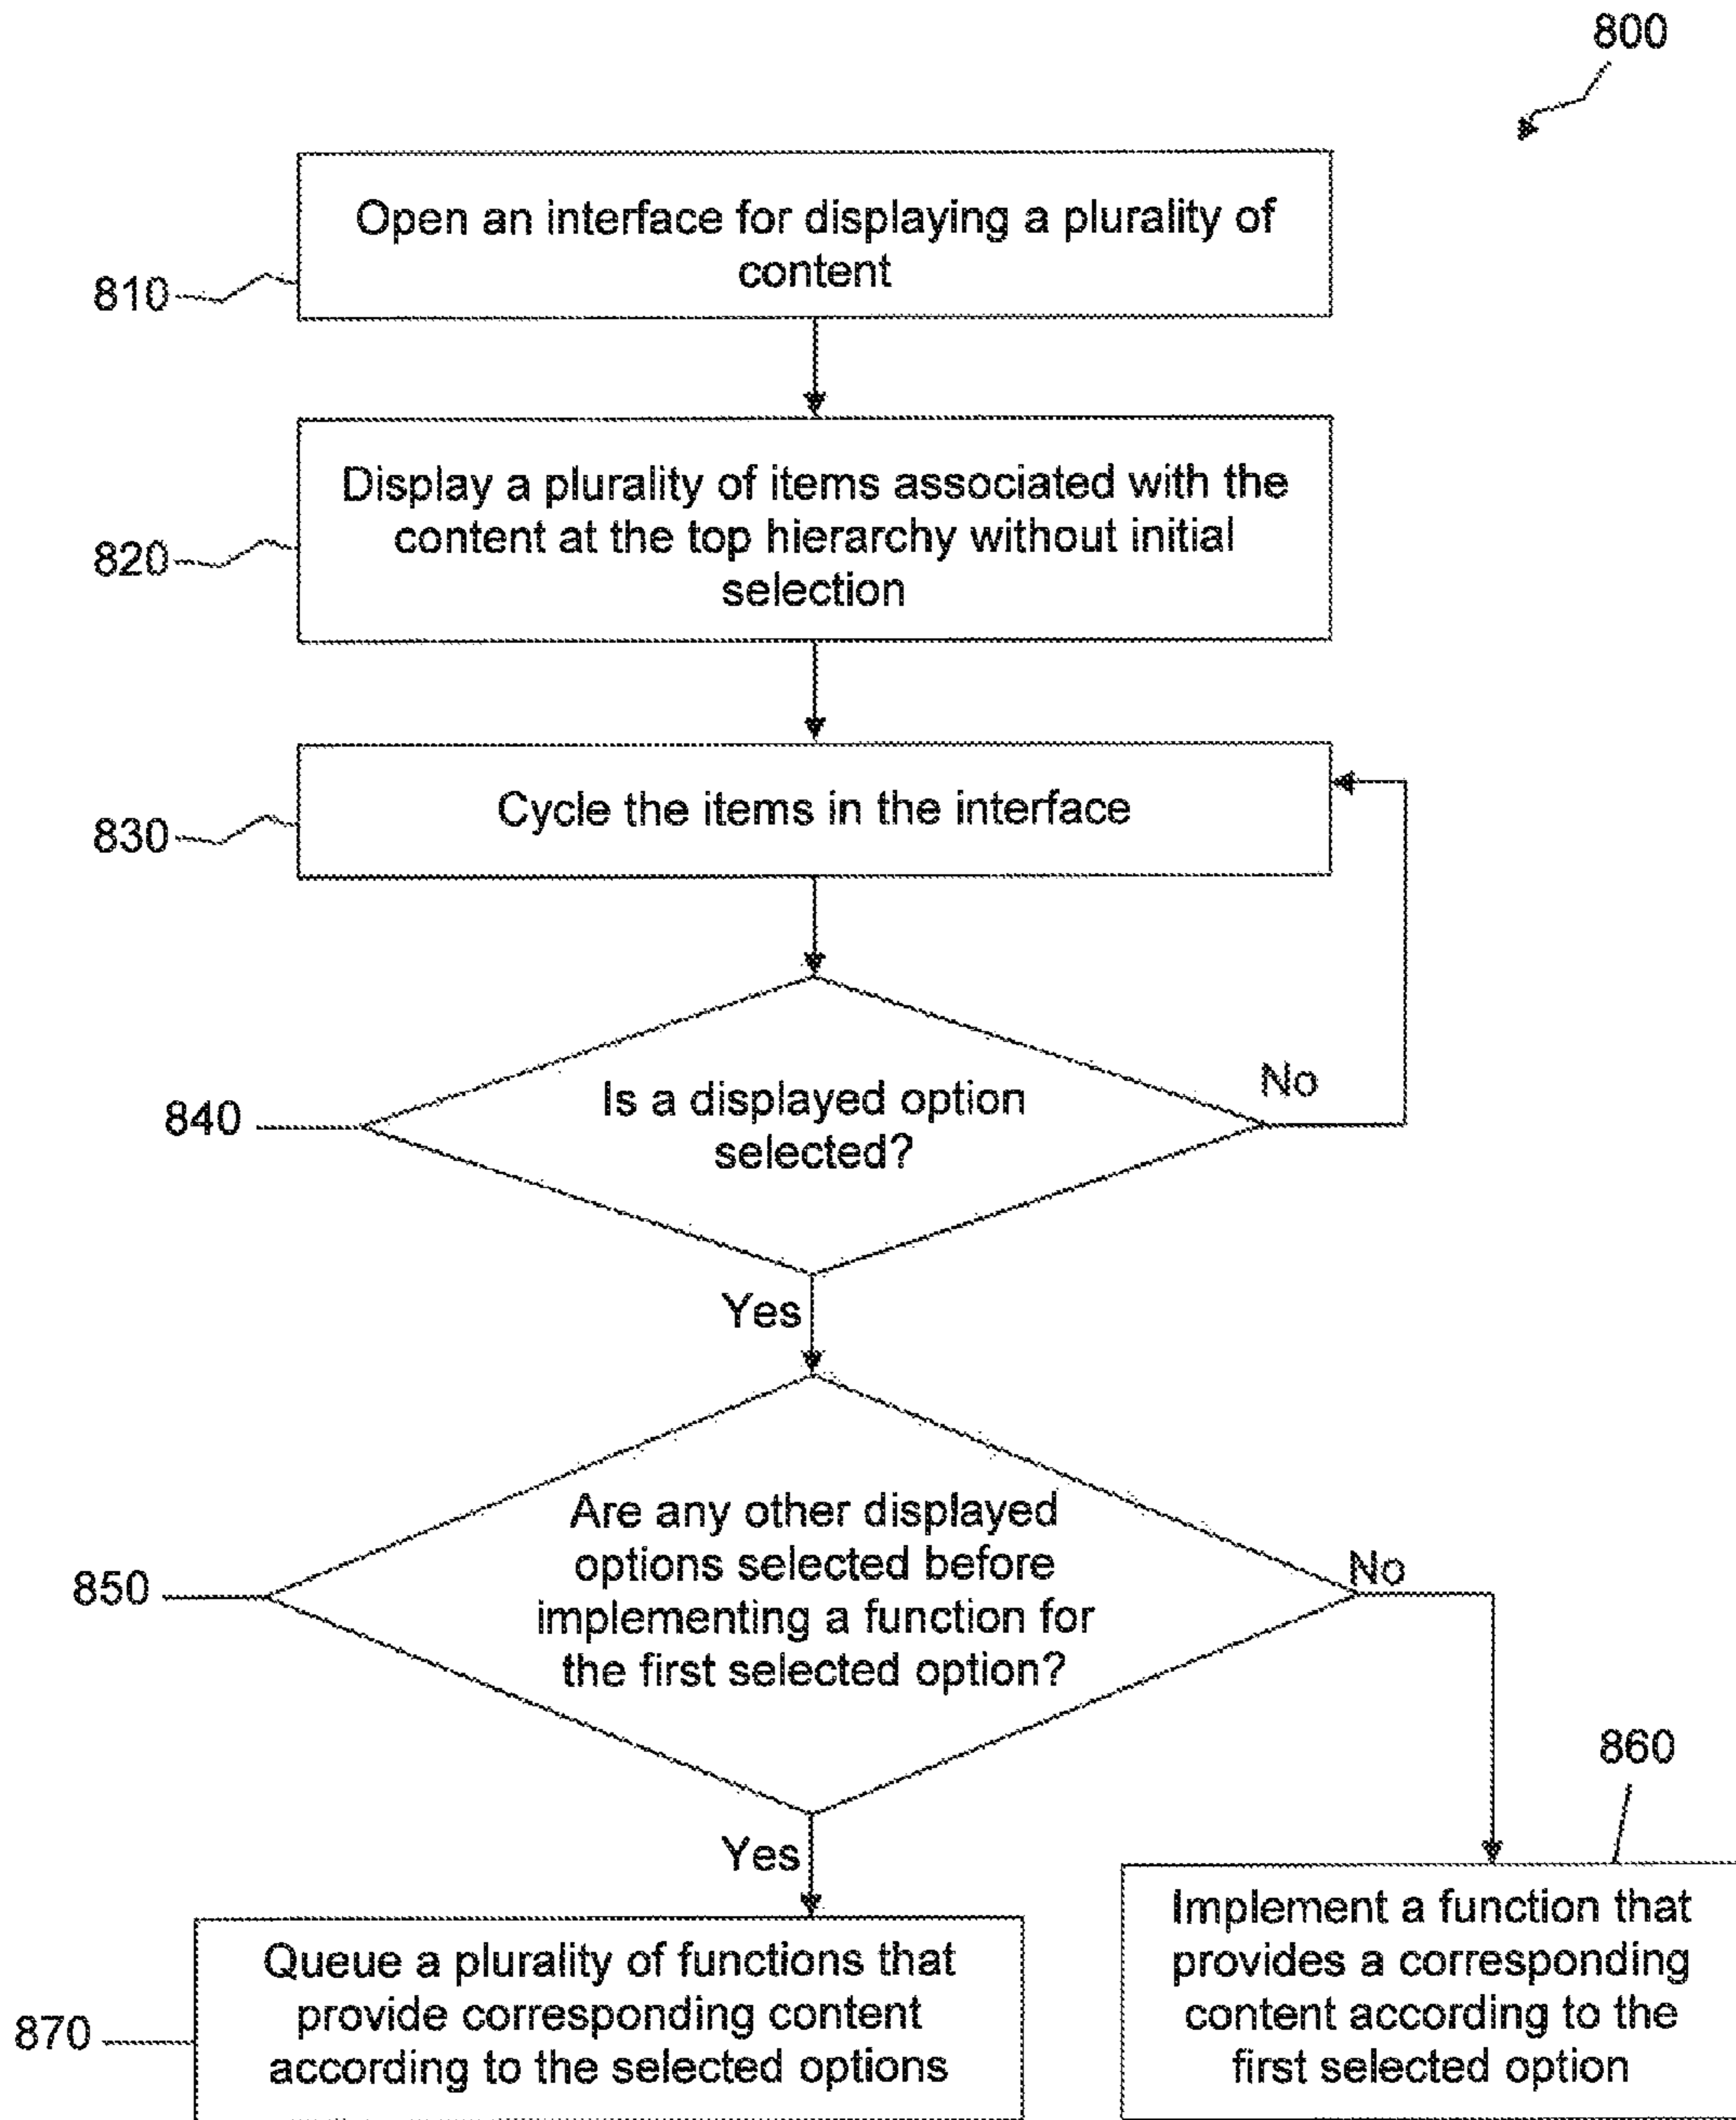 800
Open an interface for displaying a plurality of
content
810
Display a plurality of items associated with the
content at the top hierarchy without initial
selection
820
Cycle the items in the interface
830
Is a displayed option
selected?
No
840
Yes
Are any other displayed
options selected before
implementing a function for
the first selected option?
No
850
860
Yes
Implement a function that
provides a corresponding
content according to the
first selected option
Queue a plurality of functions that
provide corresponding content
according to the selected options
870